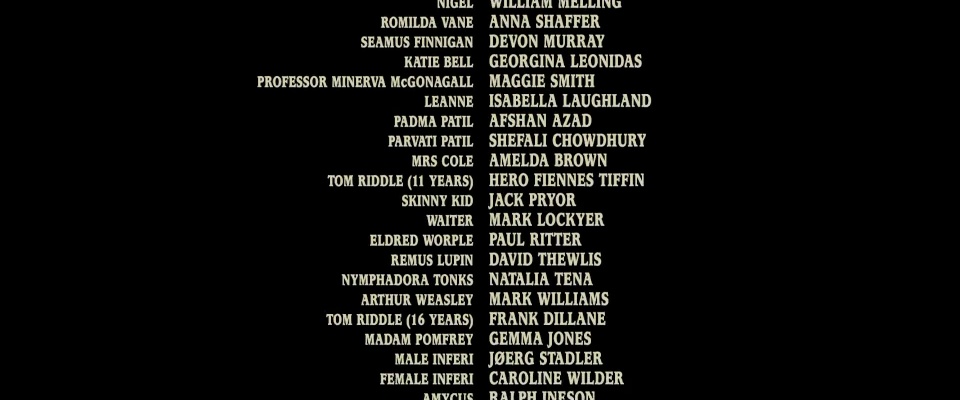 NIGEL WILLIAM MELLING
ROMILDA VANE ANNA SHAFFER
SEAMUS FINNIGAN DEVON MURRAY
KATIE BELL GEORGINA LEONIDAS
PROFESSOR MINERVA McGONAGALL MAGGIE SMITH
LEANNE ISABELLA LAUGHLAND
PADMA PATIL AFSHAN AZAD
PARVATI PATIL SHEFALI CHOWDHURY
MRS COLE AMELDA BROWN
TOM RIDDLE (11 YEARS) HERO FIENNES TIFFIN
SKINNY KID JACK PRYOR
WAITER MARK LOCKYER
ELDRED WORPLE PAUL RITTER
REMUS LUPIN DAVID THEWLIS
NYMPHADORA TONKS NATALIA TENA
ARTHUR WEASLEY MARK WILLIAMS
TOM RIDDLE (16 YEARS) FRANK DILLANE
MADAM POMFREY GEMMA JONES
MALE INFERI JØERG STADLER
FEMALE INFERI CAROLINE WILDER
AMYCUS RALPH INESON